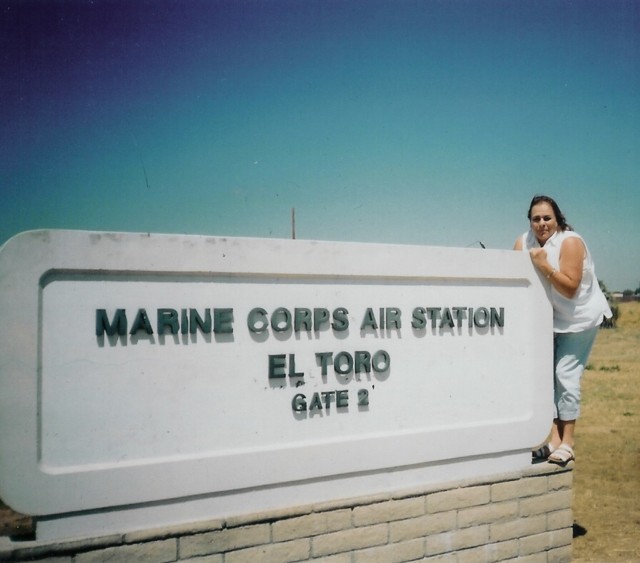 MARINE CORPS AIR STATION
EL TORO
GATE 2